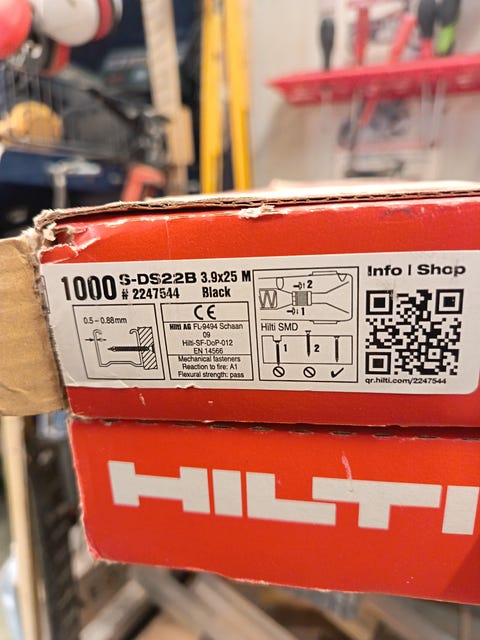 1000 S-DS22B 3.9x25 M
# 2247544 Black
Info | Shop
0.5 – 0.88mm
CE
HILTI AG FL-9494 Schaan
09
Hilti-SF-DoP-012
EN 14566
Mechanical fasteners
Reaction to fire: A1
Flexural strength: pass
2
1
Hilti SMD
1 2
qr.hilti.com/2247544
HILTI